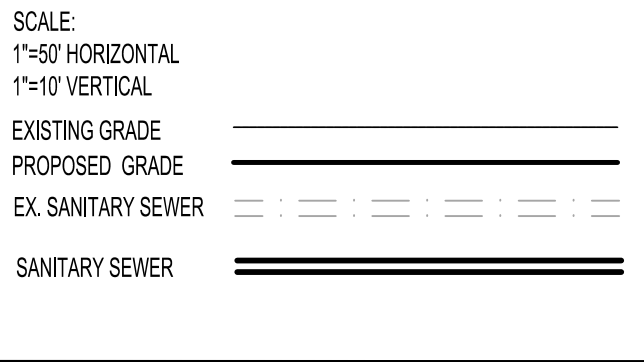 SCALE:
1"=50' HORIZONTAL
1"=10' VERTICAL
EXISTING GRADE
PROPOSED GRADE
EX. SANITARY SEWER
SANITARY SEWER